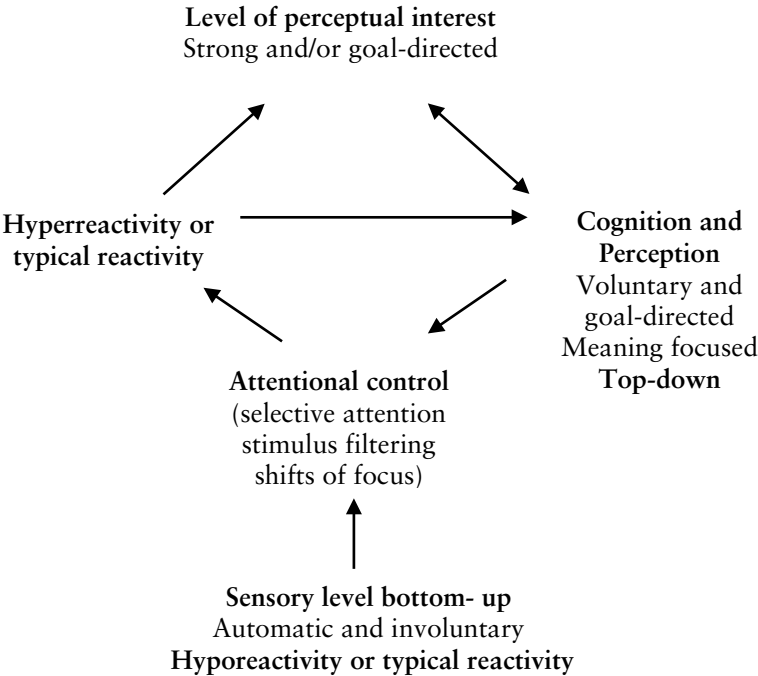 Level of perceptual interest
Strong and/or goal-directed
Hyperreactivity or
typical reactivity
Cognition and
Perception
Voluntary and
goal-directed
Meaning focused
Top-down
Attentional control
(selective attention
stimulus filtering
shifts of focus)
Sensory level bottom- up
Automatic and involuntary
Hyporeactivity or typical reactivity